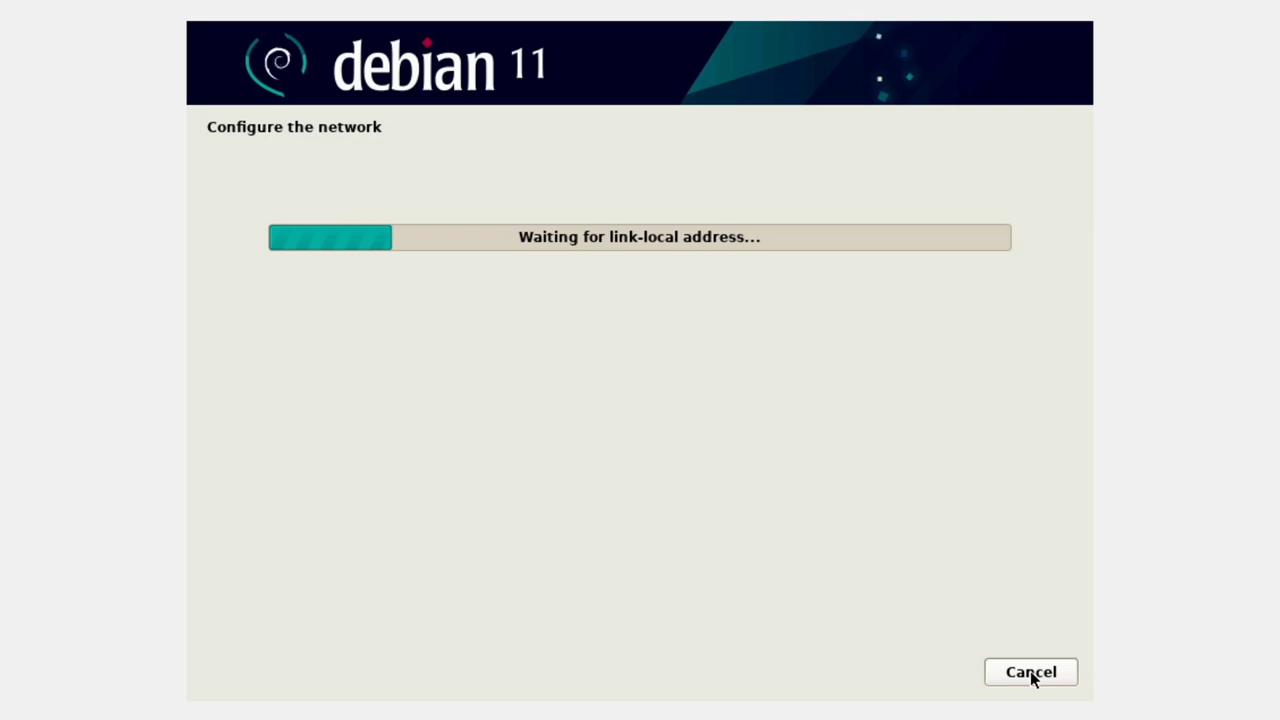 debian 11
Configure the network
Waiting for link-local address...
Cancel